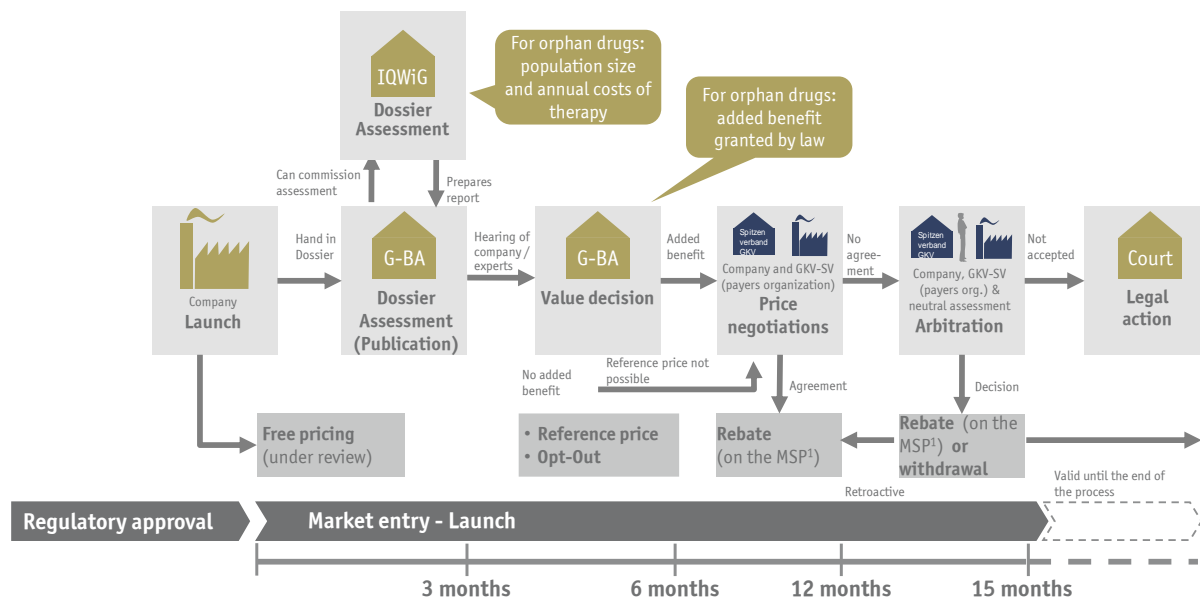 IQWiG
Dossier
Assessment
For orphan drugs:
population size
and annual costs of
therapy
For orphan drugs:
added benefit
granted by law
Can commission
assessment
Prepares
report
Company
Launch
Hand in
Dossier
G-BA
Dossier
Assessment
(Publication)
Hearing of
company/
experts
G-BA
Value decision
Added
benefit
Spitzen
verband
GKV
Company and GKV-SV
(payers organization)
Price
negotiations
No
agree-
ment
Spitzen
verband
GKV
Company, GKV-SV
(payers org.) &
neutral assessment
Arbitration
Not
accepted
Court
Legal
action
No added
benefit
Reference price not
possible
Agreement
Decision
Free pricing
(under review)
• Reference price
• Opt-Out
Rebate
(on the MSP¹)
Rebate (on the
MSP¹) or
withdrawal
Retroactive
Valid until the end of
the process
Regulatory approval
Market entry - Launch
3 months
6 months
12 months
15 months